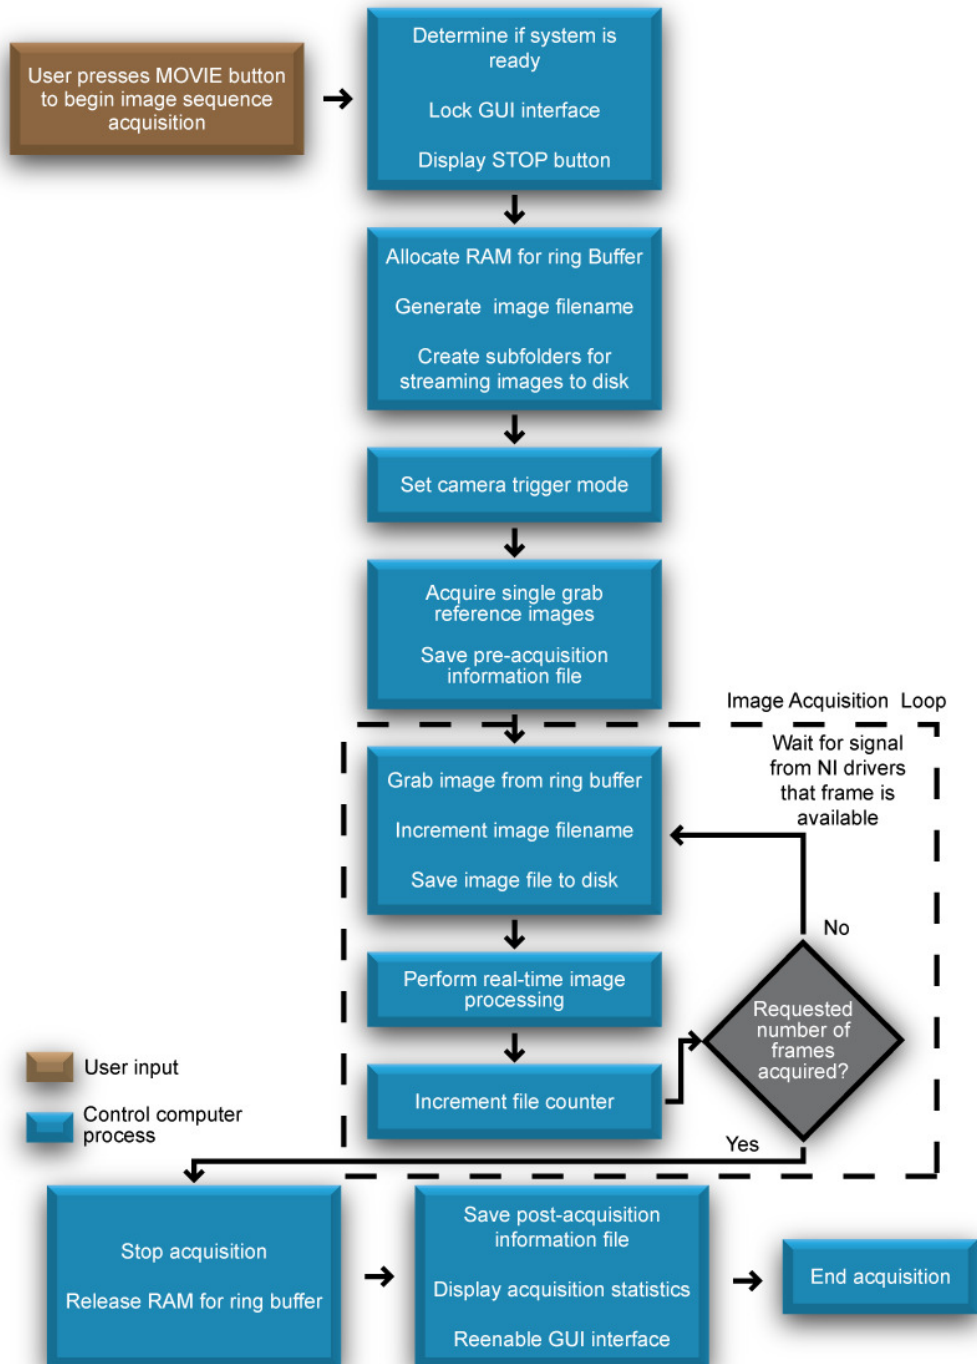 User presses MOVIE button
to begin image sequence
acquisition
Determine if system is
ready
Lock GUI interface
Display STOP button
Allocate RAM for ring Buffer
Generate image filename
Create subfolders for
streaming images to disk
Set camera trigger mode
Acquire single grab
reference images
Save pre-acquisition
information file
Image Acquisition Loop
Wait for signal
from NI drivers
that frame is
available
Grab image from ring buffer
Increment image filename
Save image file to disk
No
Perform real-time image
processing
Requested
number of
frames
acquired?
Increment file counter
User input
Control computer
process
Yes
Stop acquisition
Release RAM for ring buffer
Save post-acquisition
information file
Display acquisition statistics
Reenable GUI interface
End acquisition